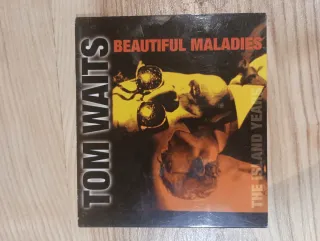 TOM WAITS
BEAUTIFUL MALADIES
THE ISLAND YEARS